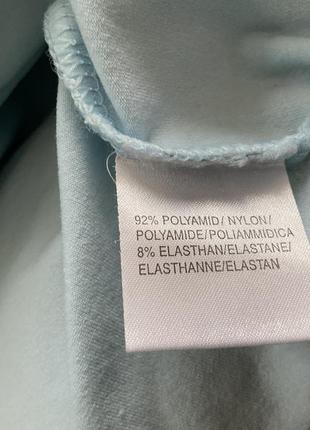 92% POLYAMID/ NYLON/
POLYAMIDE/POLIAMMIDICA
8% ELASTHAN/ELASTANE/
ELASTHANNE/ELASTAN